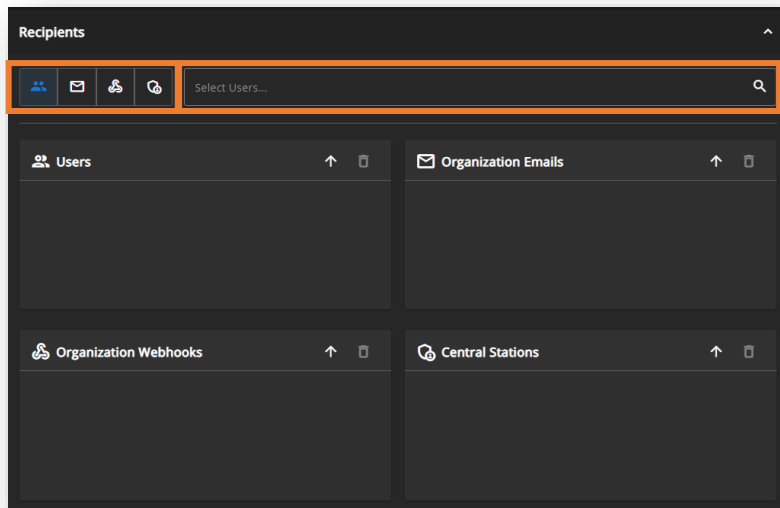 Recipients
Select Users...
Users
Organization Emails
Organization Webhooks
Central Stations